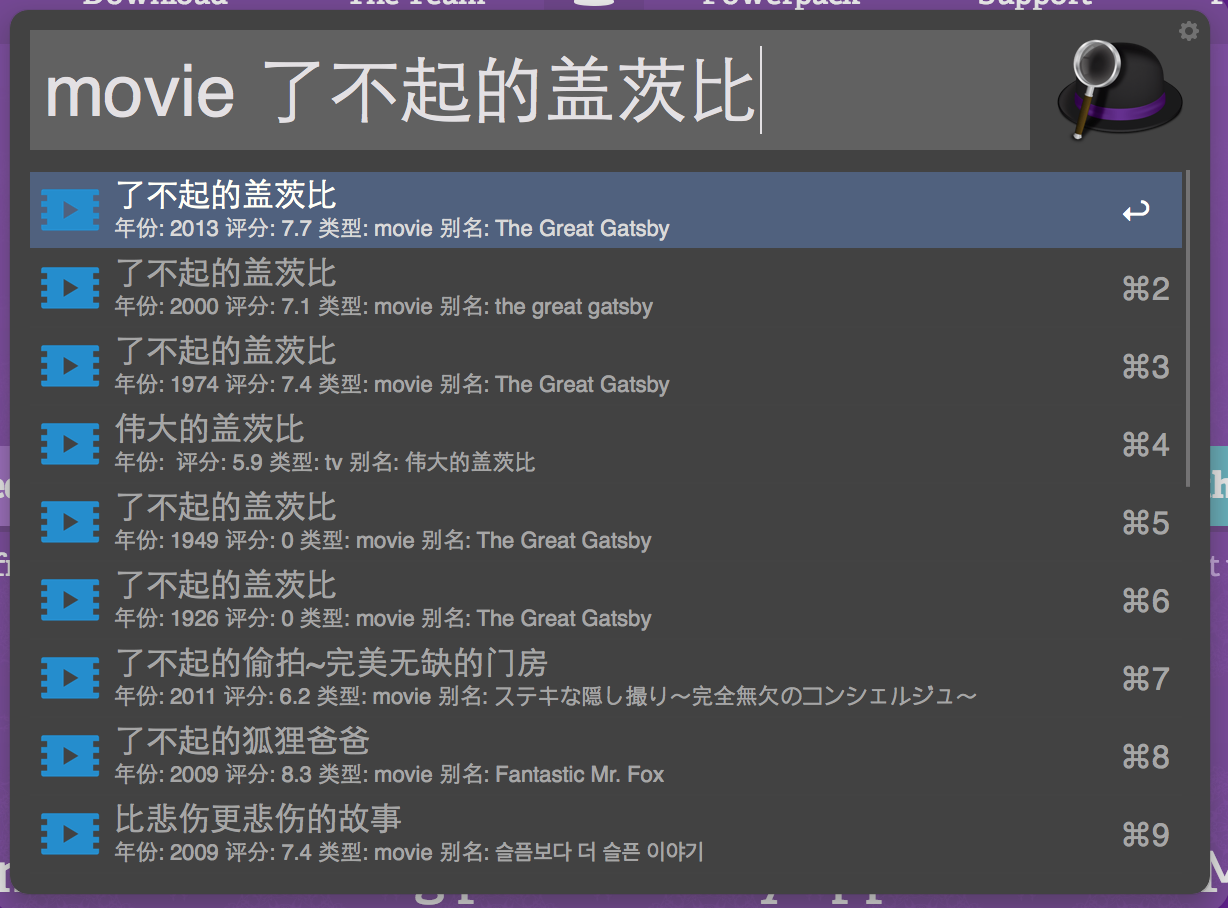 Download The Team Powerpack Support
movie 了不起的盖茨比
了不起的盖茨比
年份: 2013 评分: 7.7 类型: movie 别名: The Great Gatsby
了不起的盖茨比
年份: 2000 评分: 7.1 类型: movie 别名: the great gatsby
⌘2
了不起的盖茨比
年份: 1974 评分: 7.4 类型: movie 别名: The Great Gatsby
⌘3
伟大的盖茨比
年份: 评分: 5.9 类型: tv 别名: 伟大的盖茨比
⌘4
了不起的盖茨比
年份: 1949 评分: 0 类型: movie 别名: The Great Gatsby
⌘5
了不起的盖茨比
年份: 1926 评分: 0 类型: movie 别名: The Great Gatsby
⌘6
了不起的偷拍~完美无缺的门房
年份: 2011 评分: 6.2 类型: movie 别名: ステキな隠し撮り〜完全無欠のコンシェルジュ〜
⌘7
了不起的狐狸爸爸
年份: 2009 评分: 8.3 类型: movie 别名: Fantastic Mr. Fox
⌘8
比悲伤更悲伤的故事
年份: 2009 评分: 7.4 类型: movie 别名: 슬픔보다 더 슬픈 이야기
⌘9